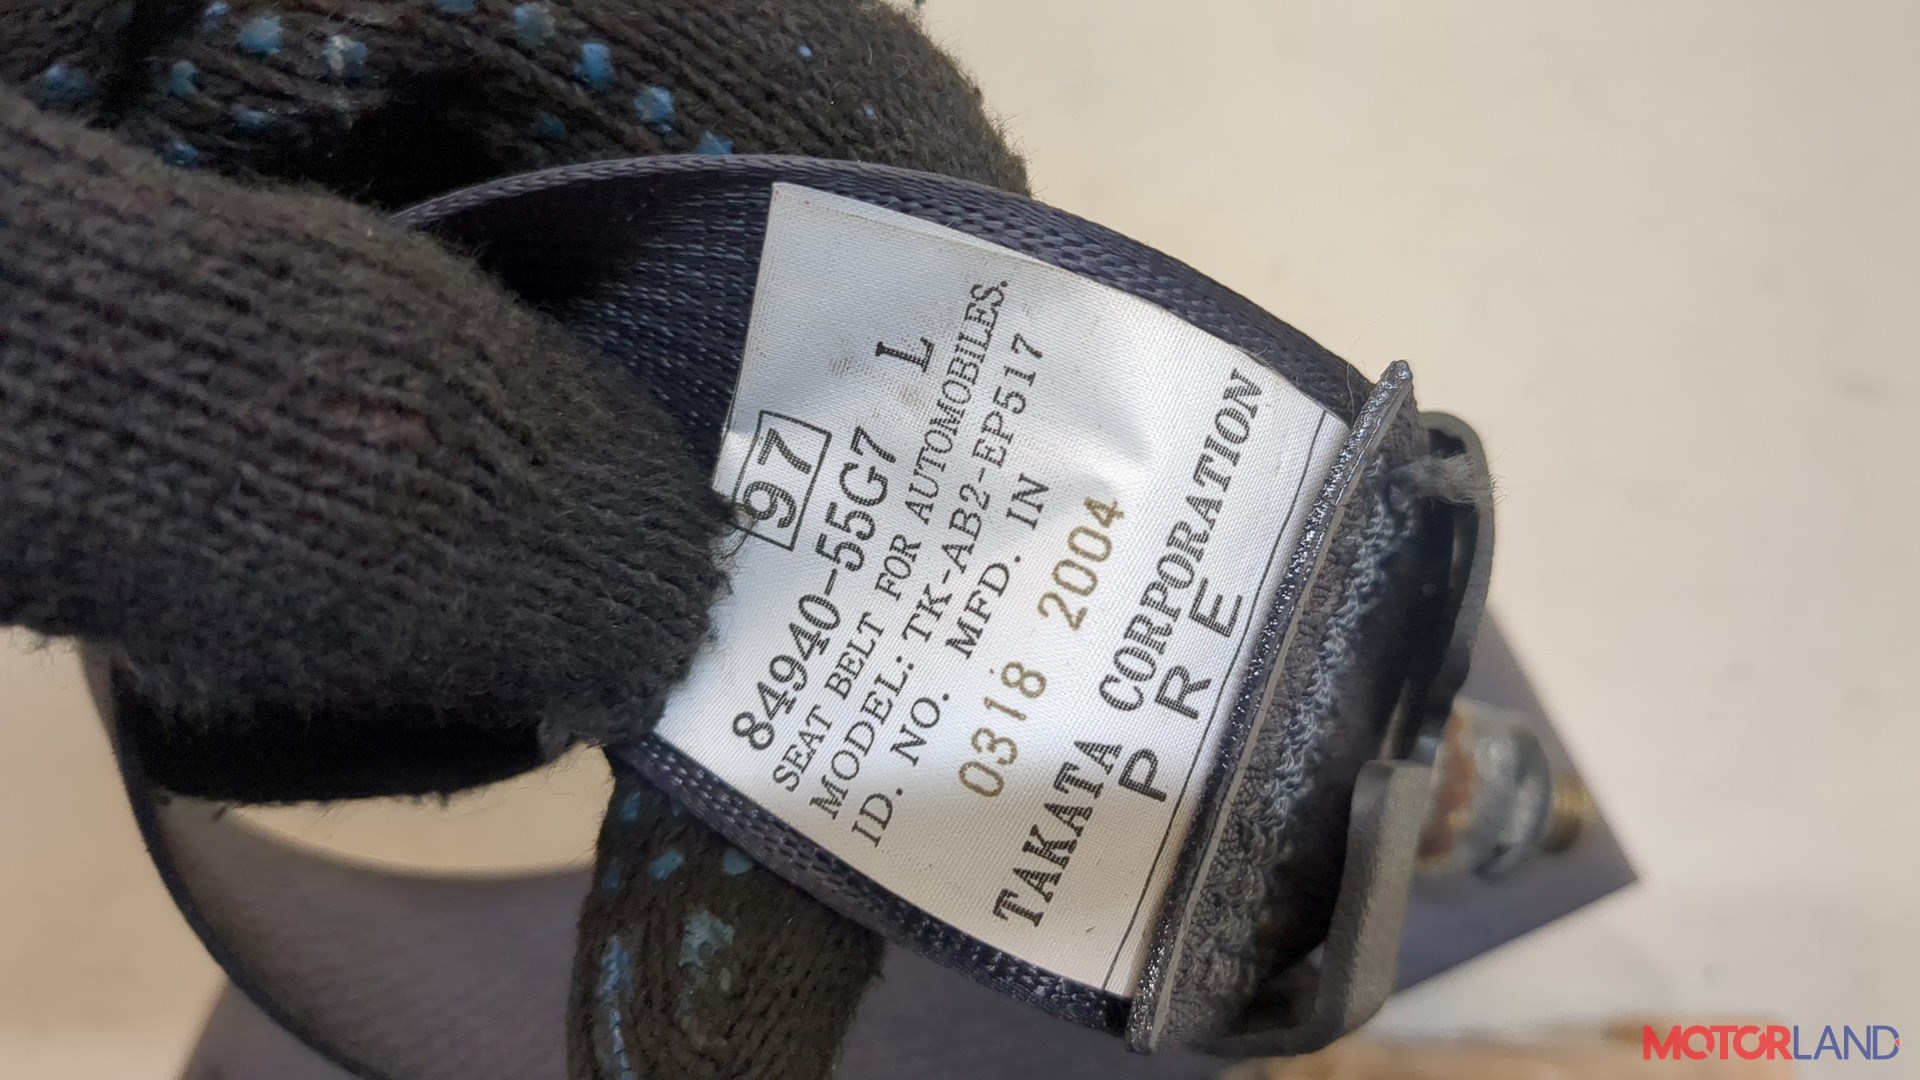 97
84940-55G7 L
SEAT BELT FOR AUTOMOBILES.
MODEL: TK-AB2-EP517
ID. NO. MFD. IN
0318 2004
TAKATA CORPORATION
P R E
MOTORLAND